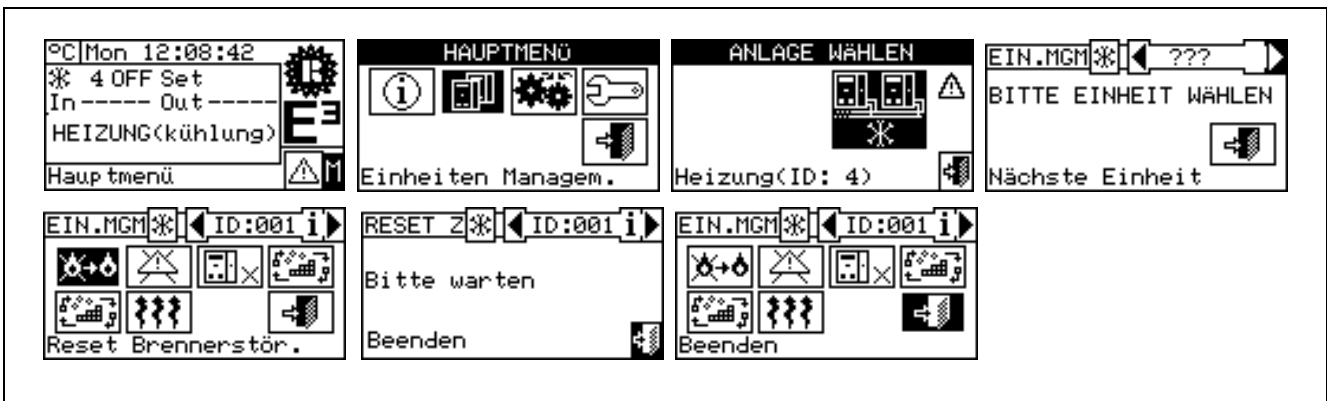 ºC Mon 12:08:42
4 OFF Set
In ----- Out -----
HEIZUNG(kühlung)
E³
Hauptmenü
M
HAUPTMENü
Einheiten Managem.
ANLAGE WäHLEN
Heizung(ID: 4)
EIN.MGM ???
BITTE EINHEIT WäHLEN
Nächste Einheit
EIN.MGM ID:001 i
Reset Brennerstör.
RESET Z ID:001 i
Bitte warten
Beenden
EIN.MGM ID:001 i
Beenden